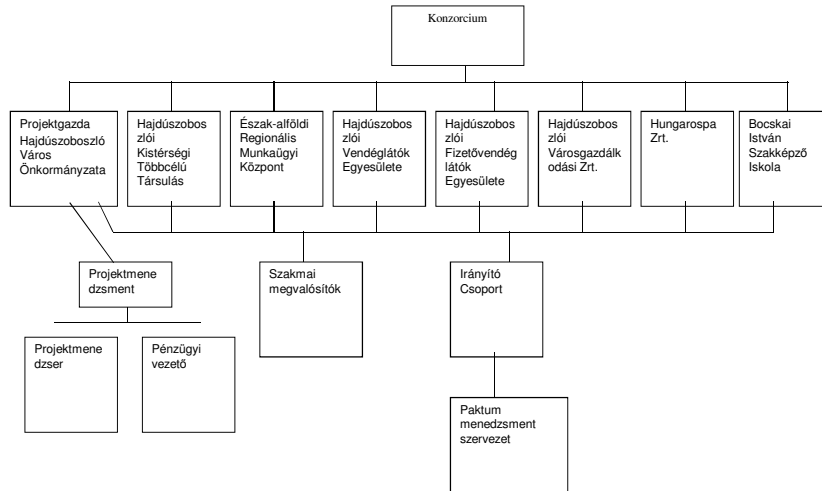 Konzorcium
Projektgazda
Hajdúszoboszló
Város
Önkormányzata
Hajdúszobos
zlói
Kistérségi
Többcélú
Társulás
Észak-alföldi
Regionális
Munkaügyi
Központ
Hajdúszobos
zlói
Vendéglátók
Egyesülete
Hajdúszobos
zlói
Fizetővendég
látók
Egyesülete
Hajdúszobos
zlói
Városgazdálk
odási Zrt.
Hungarospa
Zrt.
Bocskai
István
Szakképző
Iskola
Projektmene
dzsment
Szakmai
megvalósítók
Irányító
Csoport
Projektmene
dzser
Pénzügyi
vezető
Paktum
menedzsment
szervezet